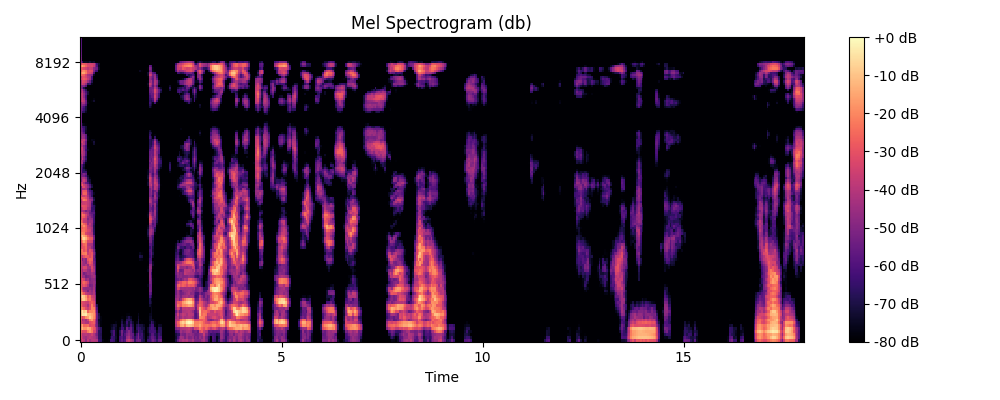 Mel Spectrogram (db)
8192
4096
2048
1024
512
0
Hz
0 5 10 15
Time
+0 dB
-10 dB
-20 dB
-30 dB
-40 dB
-50 dB
-60 dB
-70 dB
-80 dB